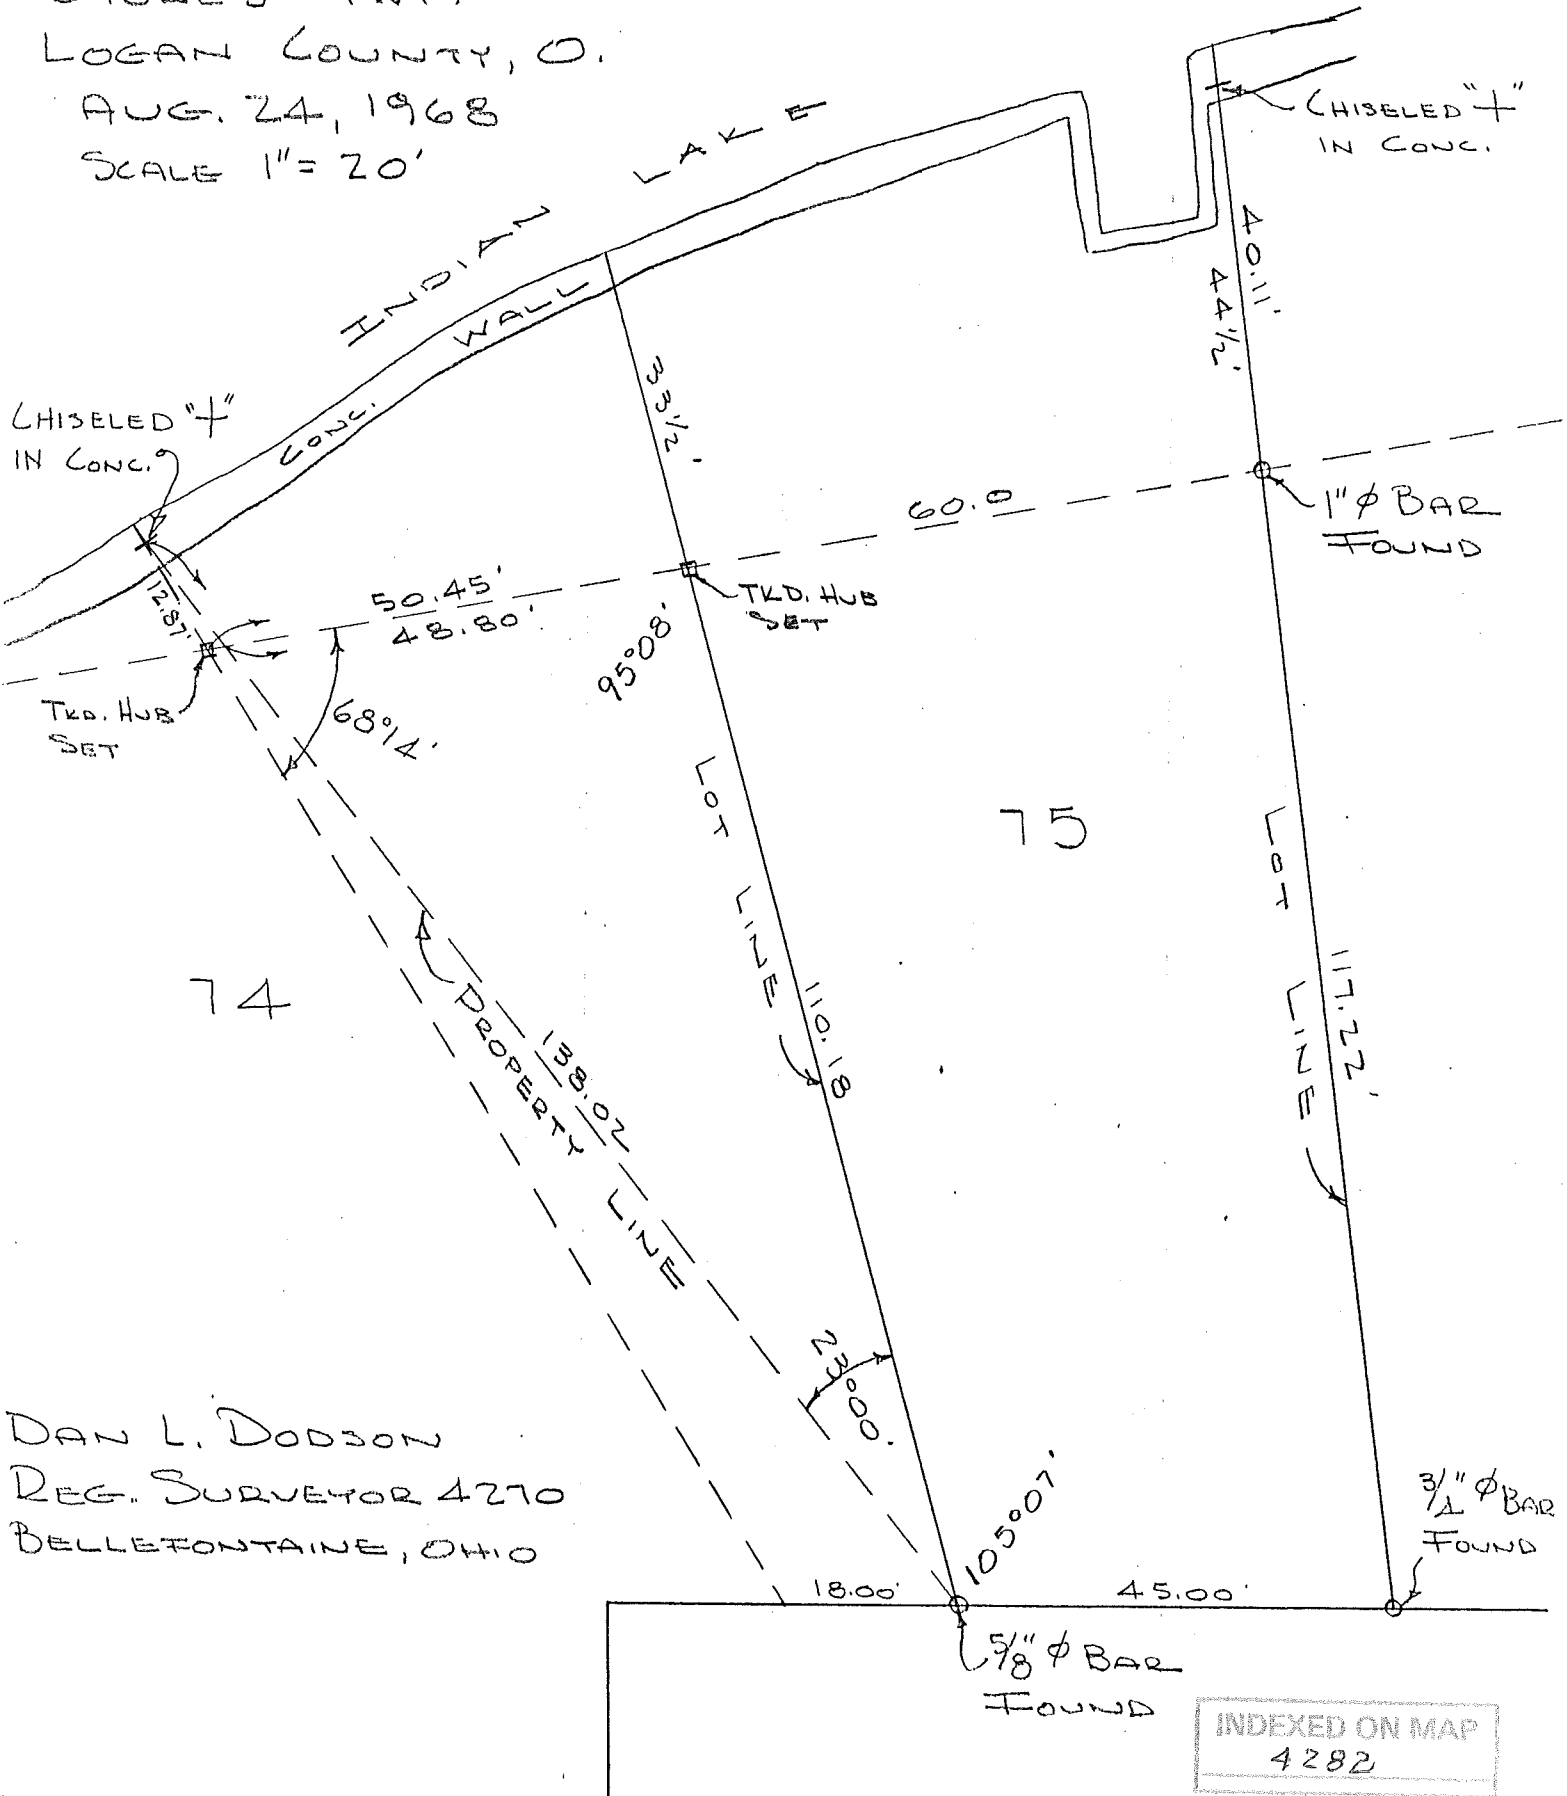 LOGAN COUNTY, O.
AUG. 24, 1968
SCALE 1"= 20'
INDIAN LAKE
CHISELED "+"
IN CONC.
40.11'
44½'
CONC. WALL
33½'
CHISELED "+"
IN CONC.
60.0
1" Ø BAR
FOUND
12.87'
50.45'
48.80'
TKD. HUB
SET
95°08'
TKD. HUB
SET
68°14'
75
LOT LINE
110.18
LOT LINE
117.22'
74
PROPERTY LINE
138.02
23°00'
DAN L. DODSON
REG. SURVEYOR 4270
BELLEFONTAINE, OHIO
105°07'
3/4" Ø BAR
FOUND
18.00'
45.00'
5/8" Ø BAR
FOUND
INDEXED ON MAP
4282